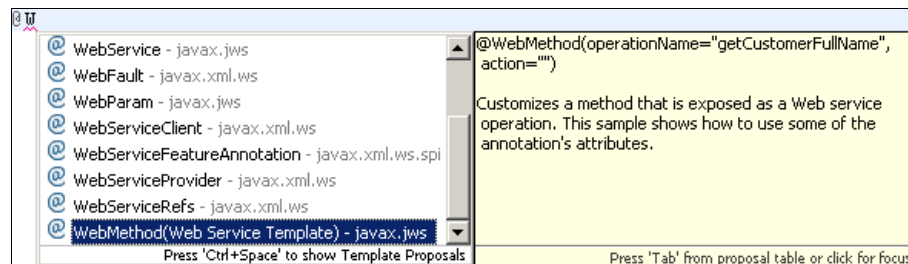 @W
@ WebService - javax.jws
@ WebFault - javax.xml.ws
@ WebParam - javax.jws
@ WebServiceClient - javax.xml.ws
@ WebServiceFeatureAnnotation - javax.xml.ws.spi
@ WebServiceProvider - javax.xml.ws
@ WebServiceRefs - javax.xml.ws
@ WebMethod(Web Service Template) - javax.jws
Press 'Ctrl+Space' to show Template Proposals
@WebMethod(operationName="getCustomerFullName",
action="")
Customizes a method that is exposed as a Web service
operation. This sample shows how to use some of the
annotation's attributes.
Press 'Tab' from proposal table or click for focus